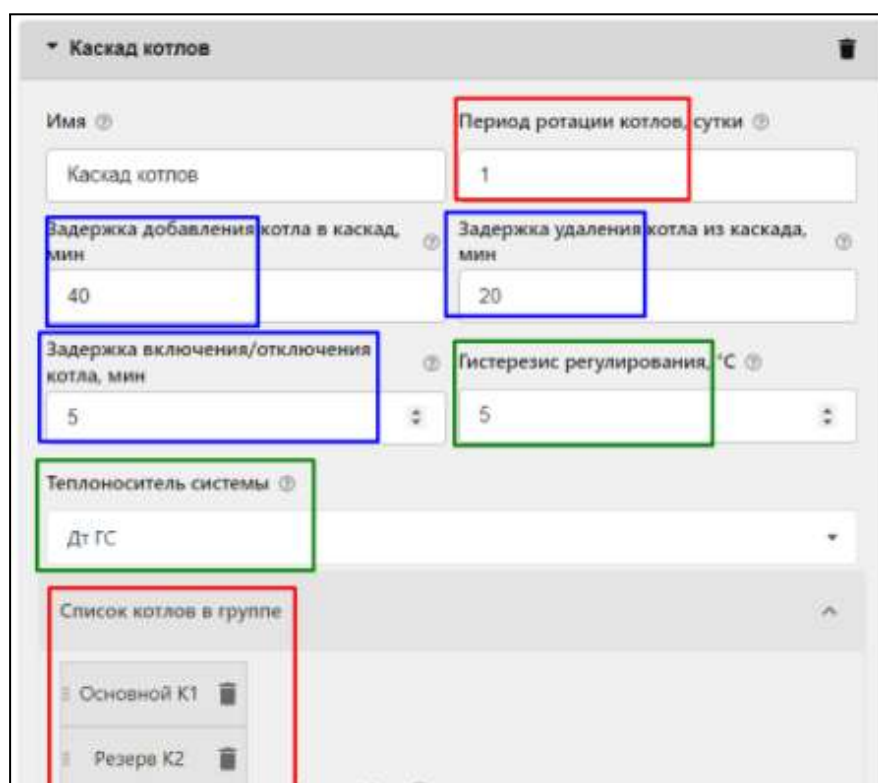 Каскад котлов
Имя
Период ротации котлов, сутки
Каскад котлов
1
Задержка добавления котла в каскад,
мин
Задержка удаления котла из каскада,
мин
40
20
Задержка включения/отключения
котла, мин
Гистерезис регулирования, °C
5
5
Теплоноситель системы
Дт ГС
Список котлов в группе
Основной К1
Резерв К2